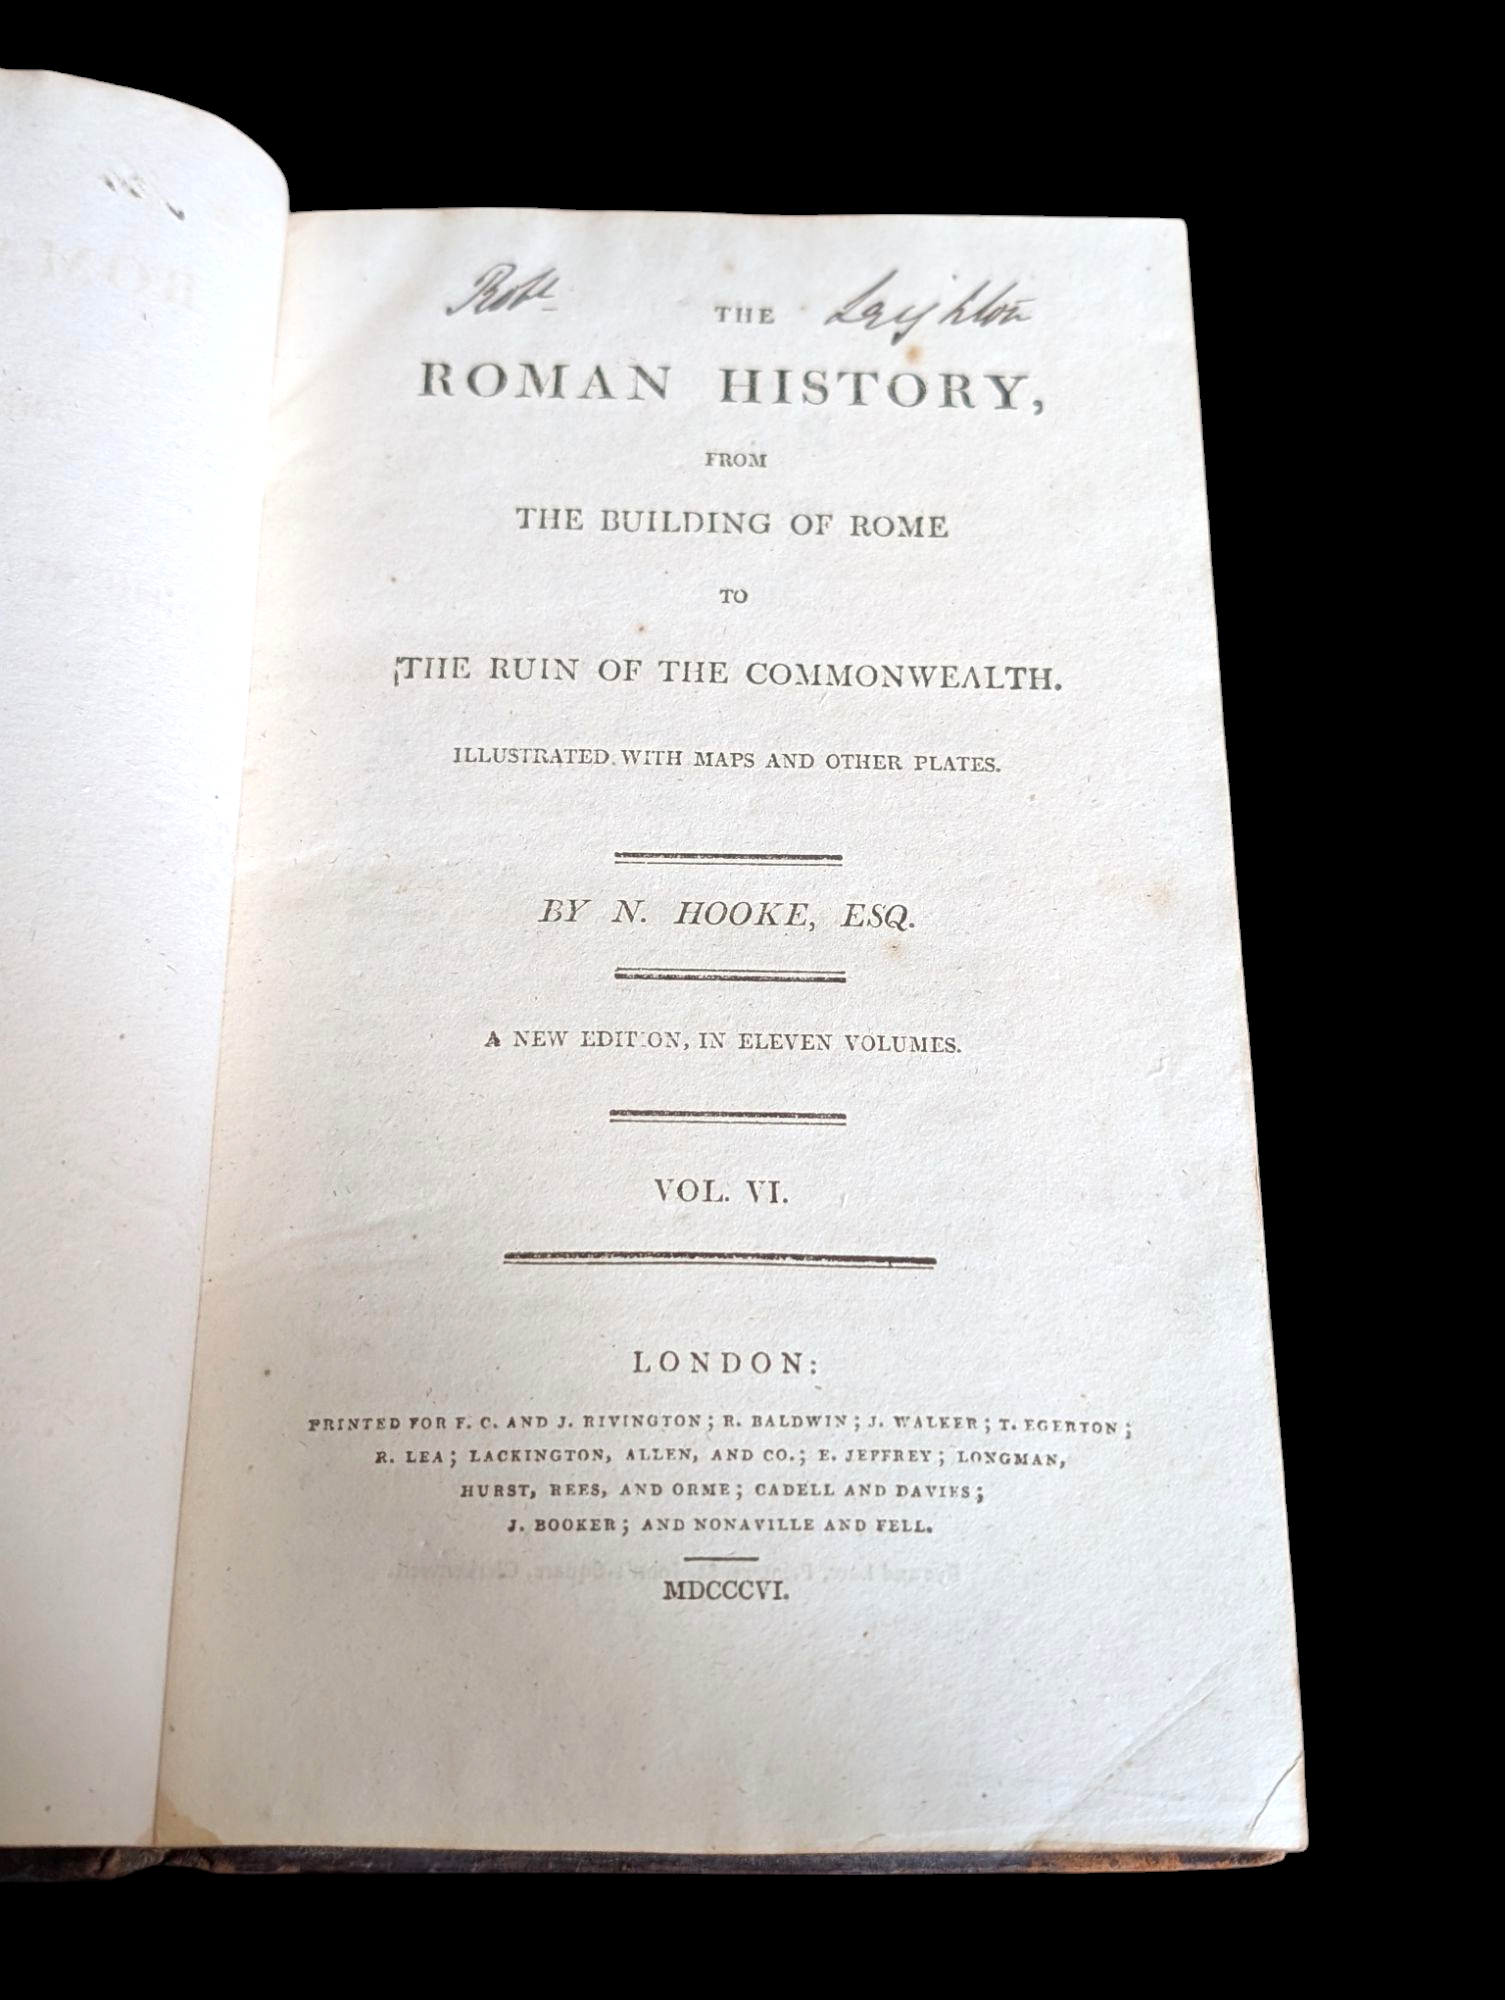 Robt. THE Leighton
ROMAN HISTORY,
FROM
THE BUILDING OF ROME
TO
THE RUIN OF THE COMMONWEALTH.
ILLUSTRATED WITH MAPS AND OTHER PLATES.
BY N. HOOKE, ESQ.
A NEW EDIT ON, IN ELEVEN VOLUMES.
VOL. VI.
LONDON:
PRINTED FOR F. C. AND J. RIVINGTON; R. BALDWIN; J. WALKER; T. EGERTON;
R. LEA; LACKINGTON, ALLEN, AND CO.; E. JEFFREY; LONGMAN,
HURST, REES, AND ORME; CADELL AND DAVIES;
J. BOOKER; AND NONAVILLE AND FELL.
MDCCCVI.